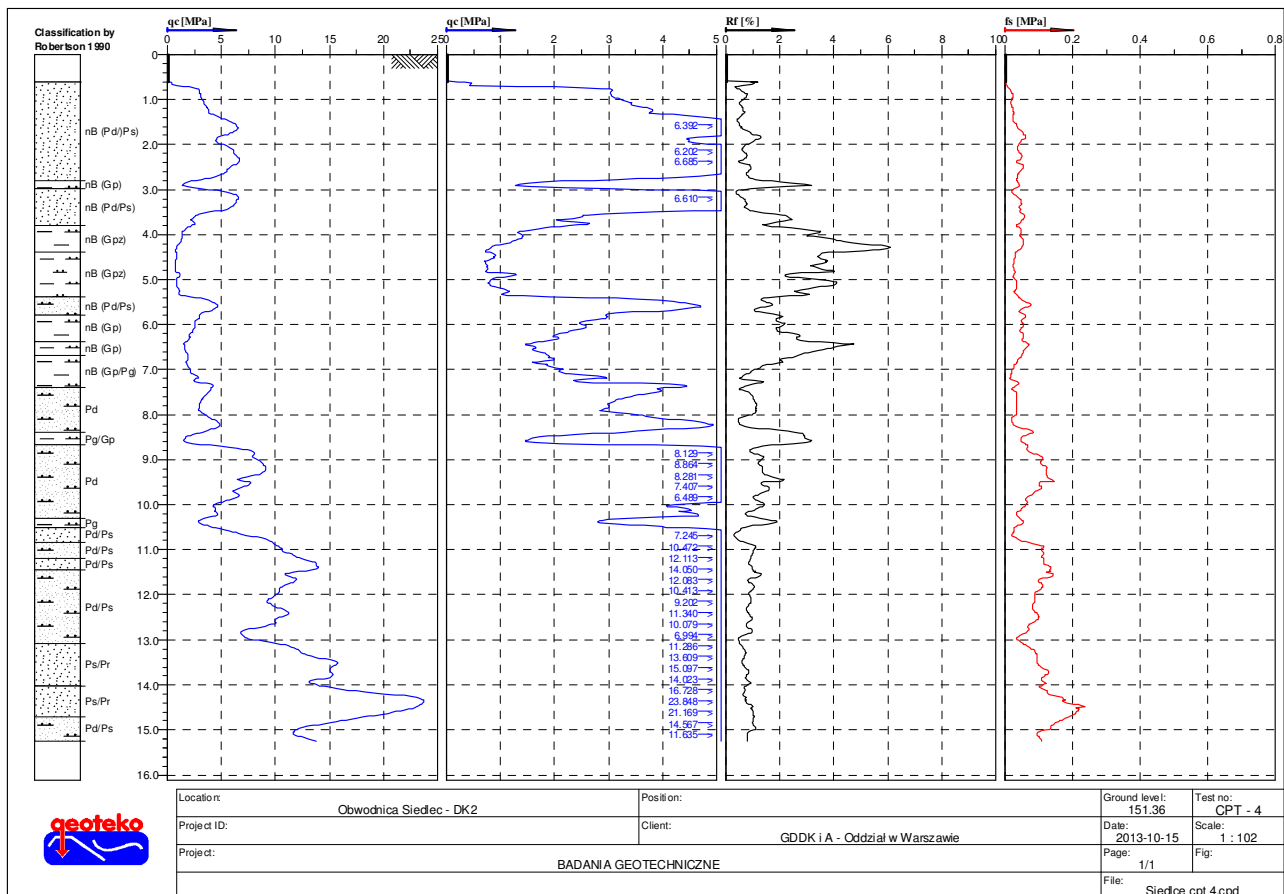 Classification by
Robertson 1990
qc [MPa]
0 5 10 15 20 25
qc [MPa]
0 1 2 3 4 5
Rf [%]
0 2 4 6 8 10
fs [MPa]
0 0.2 0.4 0.6 0.8
0
1.0
2.0
3.0
4.0
5.0
6.0
7.0
8.0
9.0
10.0
11.0
12.0
13.0
14.0
15.0
16.0
nB (Pd/)Ps)
nB (Gp)
nB (Pd/Ps)
nB (Gpz)
nB (Gpz)
nB (Pd/Ps)
nB (Gp)
nB (Gp)
nB (Gp/Pg)
Pd
Pg/Gp
Pd
Pg
Pd/Ps
Pd/Ps
Pd/Ps
Pd/Ps
Ps/Pr
Ps/Pr
Pd/Ps
6.392
6.202
6.685
6.610
8.129
8.864
8.281
7.407
6.489
7.245
10.472
12.113
14.050
12.083
10.413
9.202
11.340
10.079
6.994
11.286
13.609
15.097
14.023
16.728
23.848
21.169
14.567
11.635
geoteko
Location:
Obwodnica Siedlec - DK2
Position:
Ground level:
151.36
Test no:
CPT - 4
Project ID:
Client:
GDDK i A - Oddział w Warszawie
Date:
2013-10-15
Scale:
1 : 102
Project:
BADANIA GEOTECHNICZNE
Page:
1/1
Fig:
File:
Siedlce cpt 4.cpd